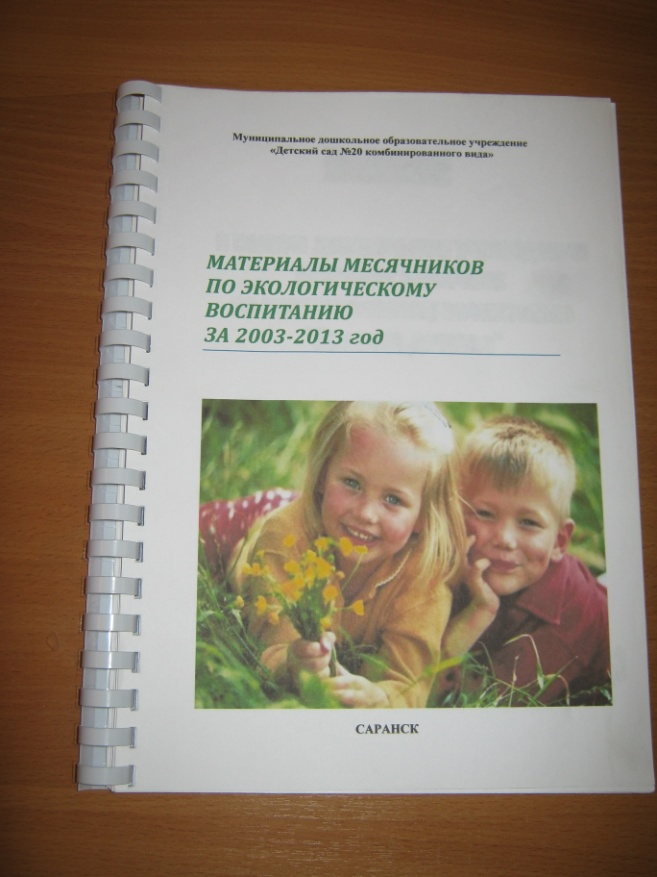 Муниципальное дошкольное образовательное учреждение
«Детский сад №20 комбинированного вида»
МАТЕРИАЛЫ МЕСЯЧНИКОВ
ПО ЭКОЛОГИЧЕСКОМУ
ВОСПИТАНИЮ
ЗА 2003-2013 год
САРАНСК